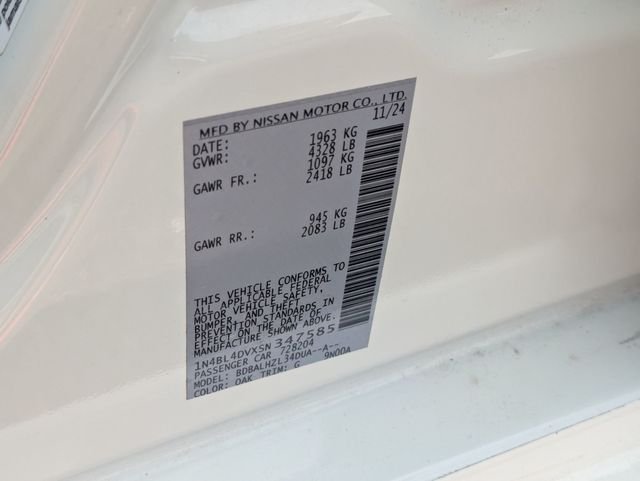 MFD BY NISSAN MOTOR CO., LTD.
DATE: 11/24
GVWR: 1963 KG
4328 LB
GAWR FR.: 1097 KG
2418 LB
GAWR RR.: 945 KG
2083 LB
THIS VEHICLE CONFORMS TO
ALL APPLICABLE FEDERAL
MOTOR VEHICLE SAFETY,
BUMPER, AND THEFT
PREVENTION STANDARDS IN
EFFECT ON THE DATE OF
MANUFACTURE SHOWN ABOVE.
1N4BL4DVXSN347585
PASSENGER CAR 728204
MODEL: BDBALHZL34DUA--A--
COLOR: QAK TRIM: G 9NODA